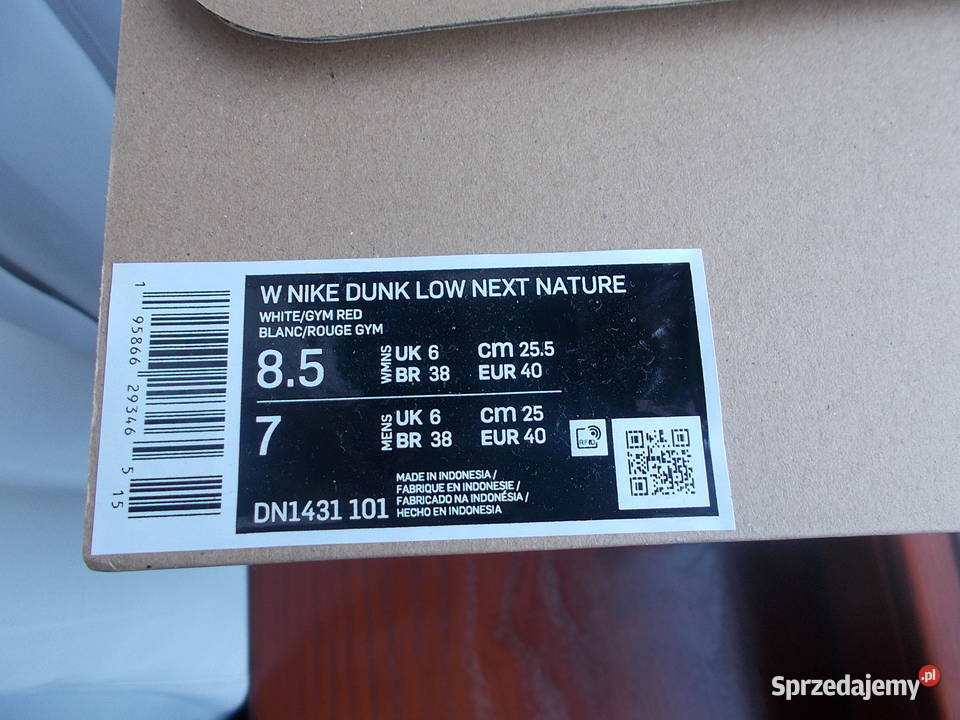 W NIKE DUNK LOW NEXT NATURE
WHITE/GYM RED
BLANC/ROUGE GYM
8.5 WMNS UK 6 cm 25.5
BR 38 EUR 40
7 MENS UK 6 cm 25
BR 38 EUR 40
RFID
DN1431 101
MADE IN INDONESIA /
FABRIQUE EN INDONESIE /
FABRICADO NA INDONÉSIA /
HECHO EN INDONESIA
1 95866 29346 5 15
Sprzedajemy.pl